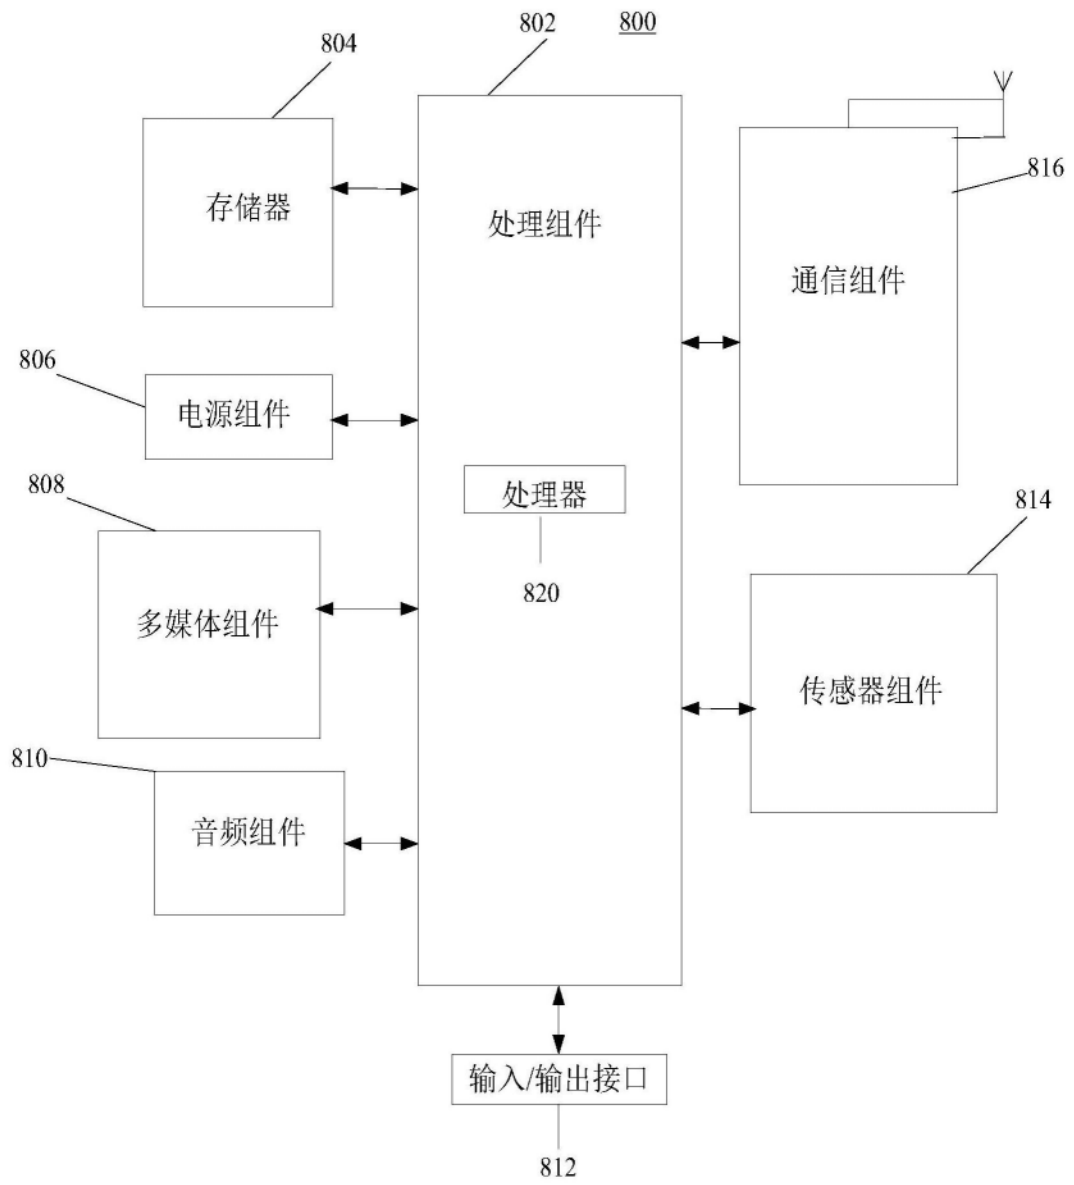 802
800
804
816
存储器
处理组件
通信组件
806
电源组件
808
处理器
814
820
多媒体组件
传感器组件
810
音频组件
输入/输出接口
812